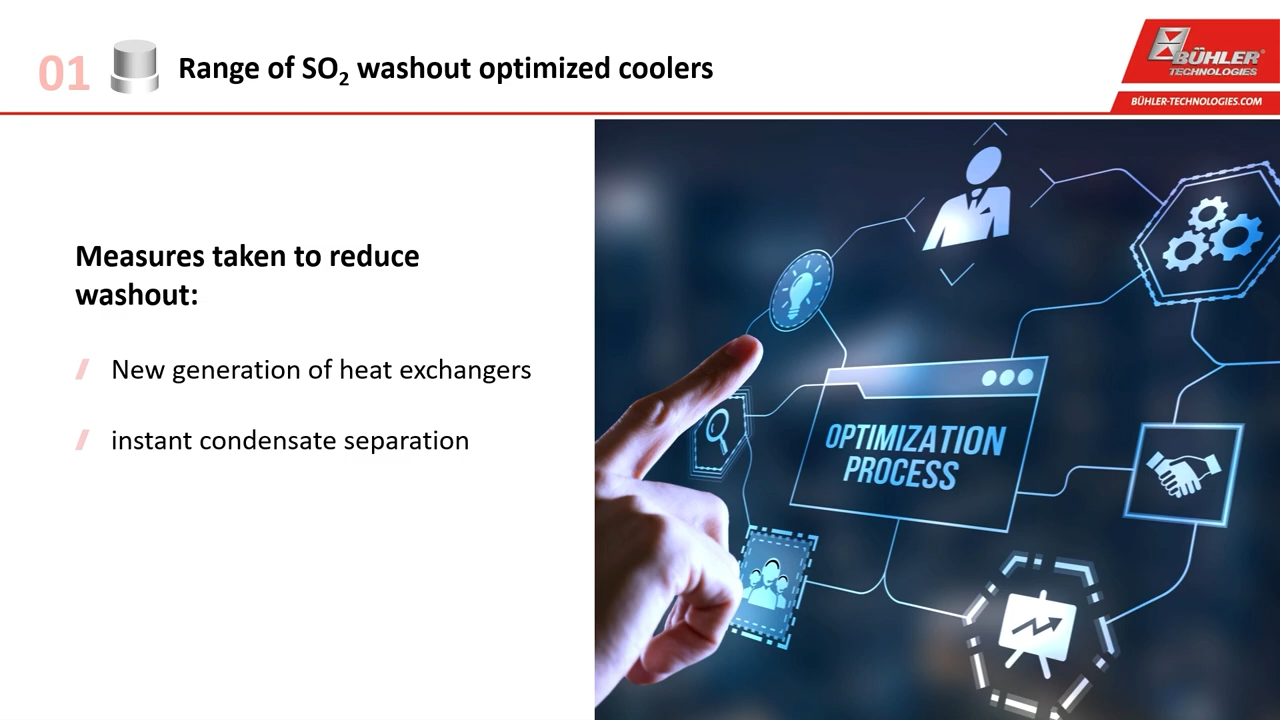 01
Range of SO₂ washout optimized coolers
BÜHLER®
TECHNOLOGIES
BÜHLER-TECHNOLOGIES.COM
Measures taken to reduce
washout:
New generation of heat exchangers
instant condensate separation
OPTIMIZATION
PROCESS